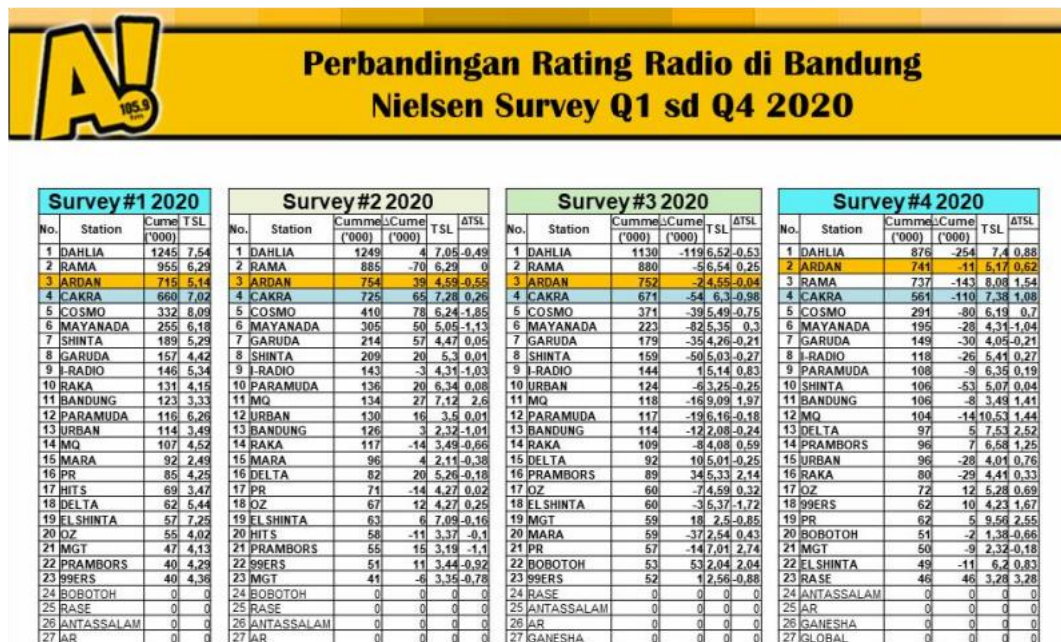 A!
105.9
Perbandingan Rating Radio di Bandung
Nielsen Survey Q1 sd Q4 2020
Survey#1 2020
No. Station Cume ('000) TSL
1 DAHLIA 1245 7,54
2 RAMA 955 6,29
3 ARDAN 715 5,14
4 CAKRA 660 7,02
5 COSMO 332 8,09
6 MAYANADA 255 6,18
7 SHINTA 189 5,29
8 GARUDA 157 4,42
9 I-RADIO 146 5,34
10 RAKA 131 4,15
11 BANDUNG 123 3,33
12 PARAMUDA 116 6,26
13 URBAN 114 3,49
14 MQ 107 4,52
15 MARA 92 2,49
16 PR 85 4,25
17 HITS 69 3,47
18 DELTA 62 5,44
19 ELSHINTA 57 7,25
20 OZ 55 4,02
21 MGT 47 4,13
22 PRAMBORS 40 4,29
23 99ERS 40 4,36
24 BOBOTOH 0 0
25 RASE 0 0
26 ANTASSALAM 0 0
27 AR 0 0
Survey#2 2020
No. Station Cumme ('000) ΔCume ('000) TSL ΔTSL
1 DAHLIA 1249 4 7,05 -0,49
2 RAMA 885 -70 6,29 0
3 ARDAN 754 39 4,59 -0,55
4 CAKRA 725 65 7,28 0,26
5 COSMO 410 78 6,24 -1,85
6 MAYANADA 305 50 5,05 -1,13
7 GARUDA 214 57 4,47 0,05
8 SHINTA 209 20 5,3 0,01
9 I-RADIO 143 -3 4,31 -1,03
10 PARAMUDA 136 20 6,34 0,08
11 MQ 134 27 7,12 2,6
12 URBAN 130 16 3,5 0,01
13 BANDUNG 126 3 2,32 -1,01
14 RAKA 117 -14 3,49 -0,66
15 MARA 96 4 2,11 -0,38
16 DELTA 82 20 5,26 -0,18
17 PR 71 -14 4,27 0,02
18 OZ 67 12 4,27 0,25
19 ELSHINTA 63 6 7,09 -0,16
20 HITS 58 -11 3,37 -0,1
21 PRAMBORS 55 15 3,19 -1,1
22 99ERS 51 11 3,44 -0,92
23 MGT 41 -6 3,35 -0,78
24 BOBOTOH 0 0 0 0
25 RASE 0 0 0 0
26 ANTASSALAM 0 0 0 0
27 AR 0 0 0 0
Survey#3 2020
No. Station Cumme ('000) ΔCume ('000) TSL ΔTSL
1 DAHLIA 1130 -119 6,52 -0,53
2 RAMA 880 -5 6,54 0,25
3 ARDAN 752 -2 4,55 -0,04
4 CAKRA 671 -54 6,3 -0,98
5 COSMO 371 -39 5,49 -0,75
6 MAYANADA 223 -82 5,35 0,3
7 GARUDA 179 -35 4,26 -0,21
8 SHINTA 159 -50 5,03 -0,27
9 I-RADIO 144 1 5,14 0,83
10 URBAN 124 -6 3,25 -0,25
11 MQ 118 -16 9,09 1,97
12 PARAMUDA 117 -19 6,16 -0,18
13 BANDUNG 114 -12 2,08 -0,24
14 RAKA 109 -8 4,08 0,59
15 DELTA 92 10 5,01 -0,25
16 PRAMBORS 89 34 5,33 2,14
17 OZ 60 -7 4,59 0,32
18 ELSHINTA 60 -3 5,37 -1,72
19 MGT 59 18 2,5 -0,85
20 MARA 59 -37 2,54 0,43
21 PR 57 -14 7,01 2,74
22 BOBOTOH 53 53 2,04 2,04
23 99ERS 52 1 2,56 -0,88
24 RASE 0 0 0 0
25 ANTASSALAM 0 0 0 0
26 AR 0 0 0 0
27 GANESHA 0 0 0 0
Survey#4 2020
No. Station Cumme ('000) ΔCume ('000) TSL ΔTSL
1 DAHLIA 876 -254 7,4 0,88
2 ARDAN 741 -11 5,17 0,62
3 RAMA 737 -143 8,08 1,54
4 CAKRA 561 -110 7,38 1,08
5 COSMO 291 -80 6,19 0,7
6 MAYANADA 195 -28 4,31 -1,04
7 GARUDA 149 -30 4,05 -0,21
8 I-RADIO 118 -26 5,41 0,27
9 PARAMUDA 108 -9 6,35 0,19
10 SHINTA 106 -53 5,07 0,04
11 BANDUNG 106 -8 3,49 1,41
12 MQ 104 -14 10,53 1,44
13 DELTA 97 5 7,53 2,52
14 PRAMBORS 96 7 6,58 1,25
15 URBAN 96 -28 4,01 0,76
16 RAKA 80 -29 4,41 0,33
17 OZ 72 12 5,28 0,69
18 99ERS 62 10 4,23 1,67
19 PR 62 5 9,56 2,55
20 BOBOTOH 51 -2 1,38 -0,66
21 MGT 50 -9 2,32 -0,18
22 ELSHINTA 49 -11 6,2 0,83
23 RASE 46 46 3,28 3,28
24 ANTASSALAM 0 0 0 0
25 AR 0 0 0 0
26 GANESHA 0 0 0 0
27 GLOBAL 0 0 0 0